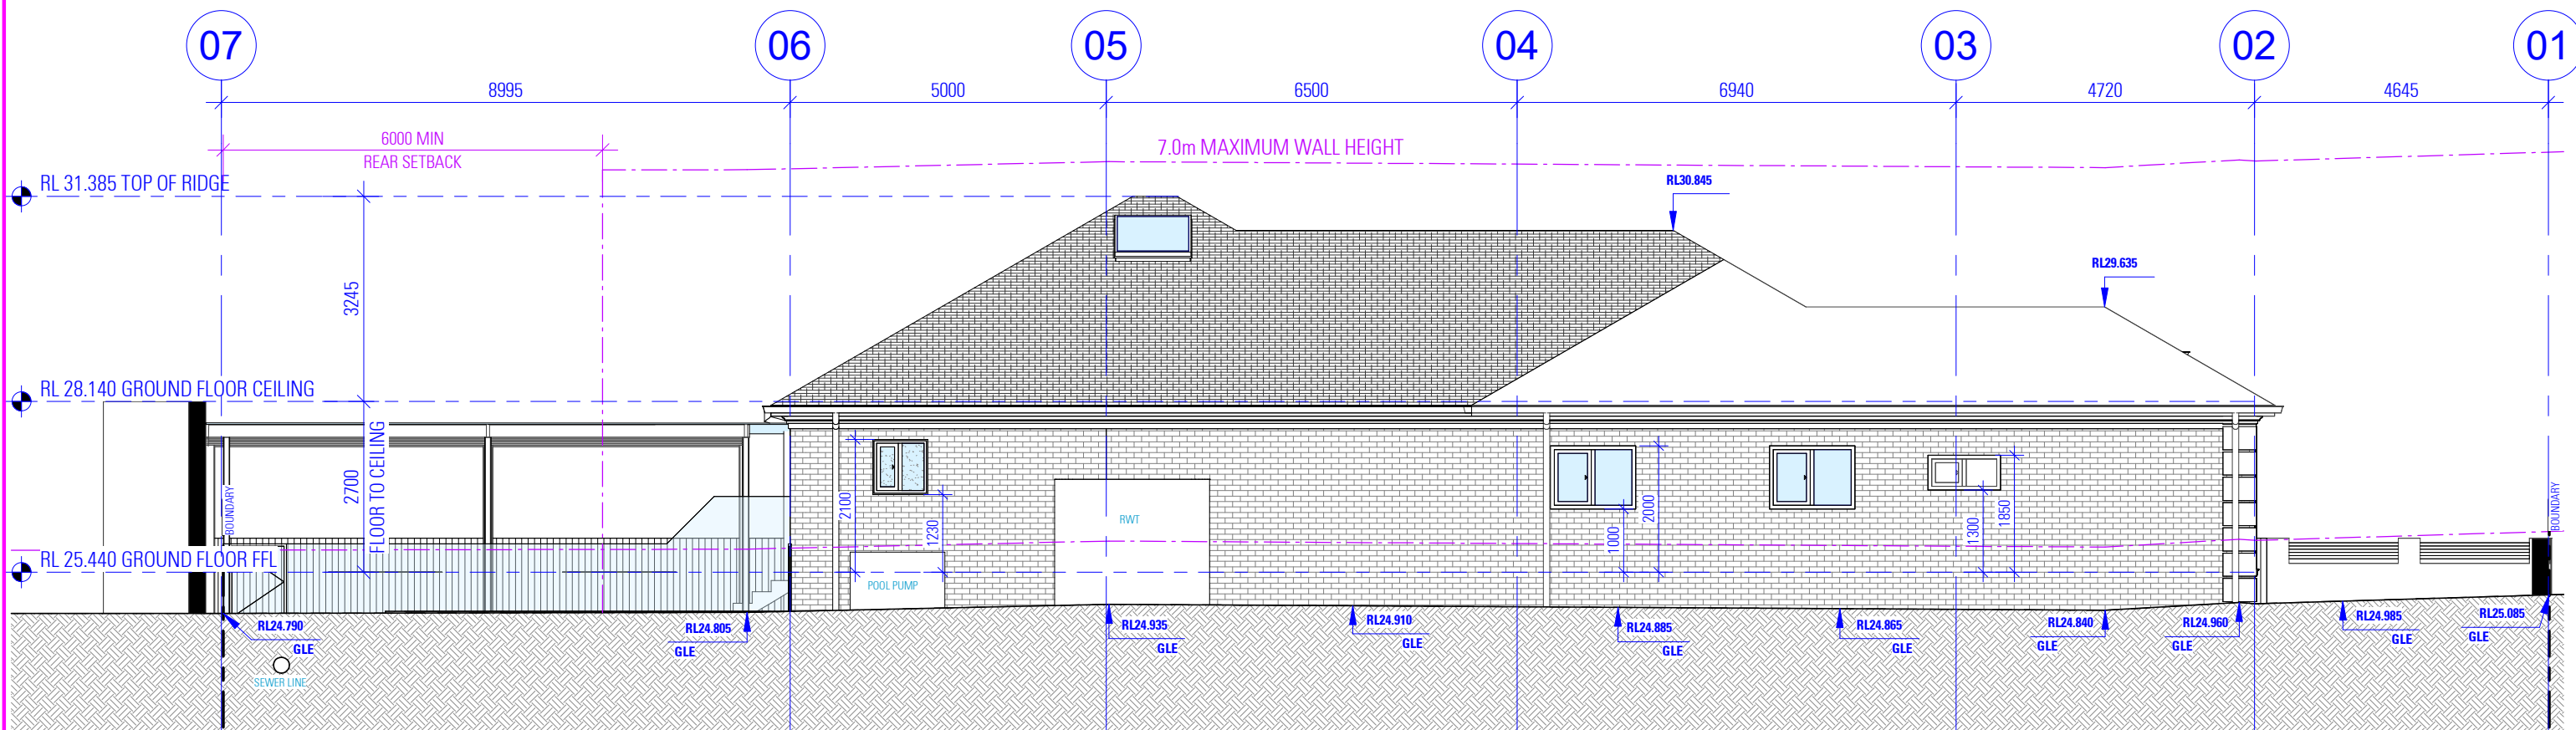 07
06
05
04
03
02
01
8995
5000
6500
6940
4720
4645
6000 MIN
REAR SETBACK
7.0m MAXIMUM WALL HEIGHT
RL 31.385 TOP OF RIDGE
RL30.845
RL29.635
3245
RL 28.140 GROUND FLOOR CEILING
2700
FLOOR TO CEILING
BOUNDARY
2100
1230
RWT
POOL PUMP
1000
2000
1300
1850
BOUNDARY
RL 25.440 GROUND FLOOR FFL
RL24.790
GLE
SEWER LINE
RL24.805
GLE
RL24.935
GLE
RL24.910
GLE
RL24.885
GLE
RL24.865
GLE
RL24.840
GLE
RL24.960
GLE
RL24.985
GLE
RL25.085
GLE